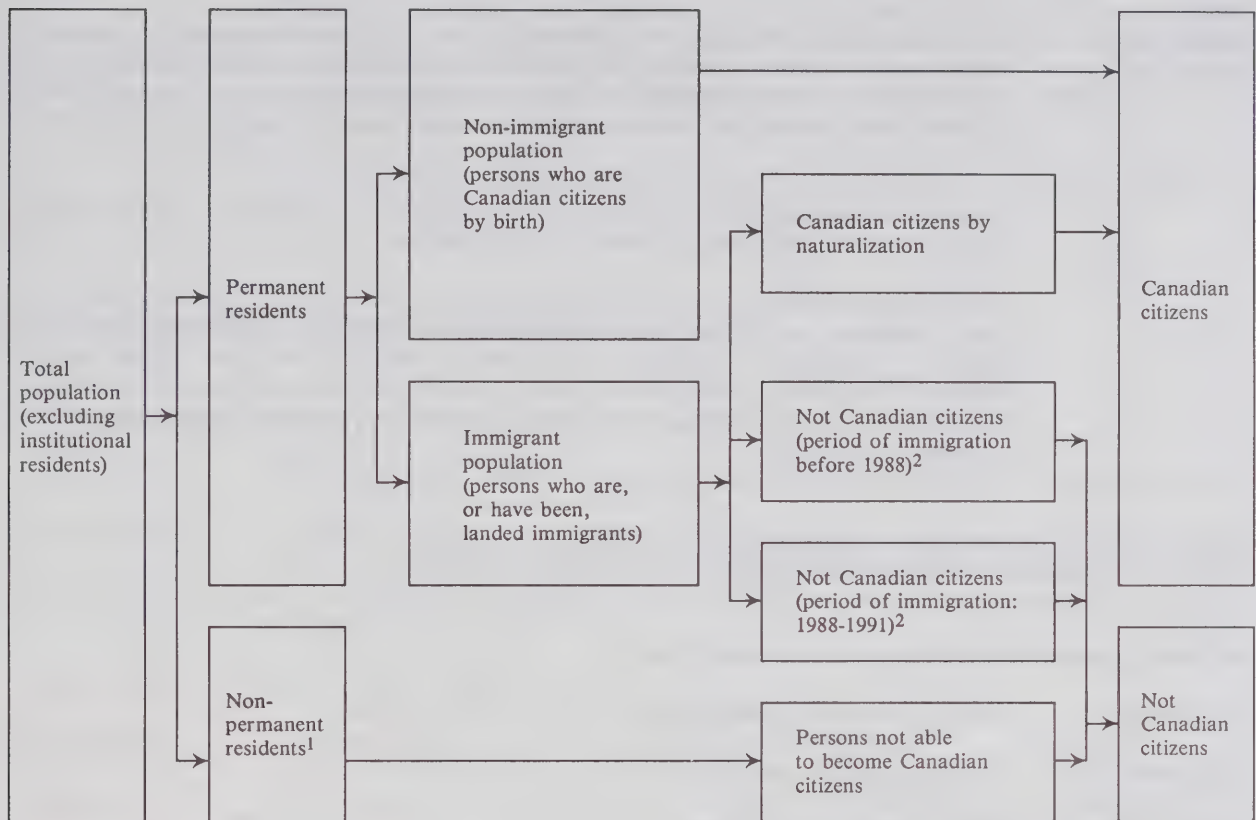 Total
population
(excluding
institutional
residents)
Permanent
residents
Non-
permanent
residents1
Non-immigrant
population
(persons who are
Canadian citizens
by birth)
Immigrant
population
(persons who are,
or have been,
landed immigrants)
Canadian citizens by
naturalization
Not Canadian citizens
(period of immigration
before 1988)2
Not Canadian citizens
(period of immigration:
1988-1991)2
Persons not able
to become Canadian
citizens
Canadian
citizens
Not
Canadian
citizens